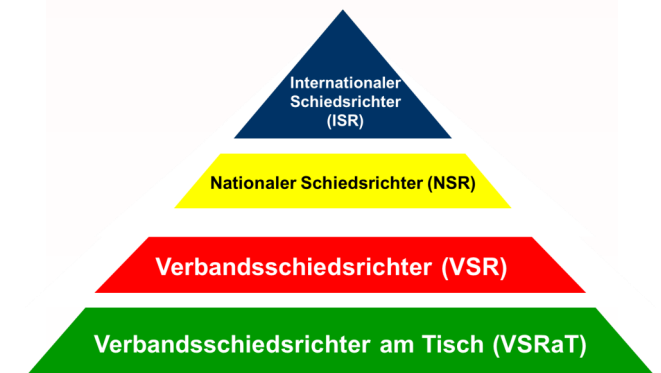 Internationaler
Schiedsrichter
(ISR)
Nationaler Schiedsrichter (NSR)
Verbandsschiedsrichter (VSR)
Verbandsschiedsrichter am Tisch (VSRaT)